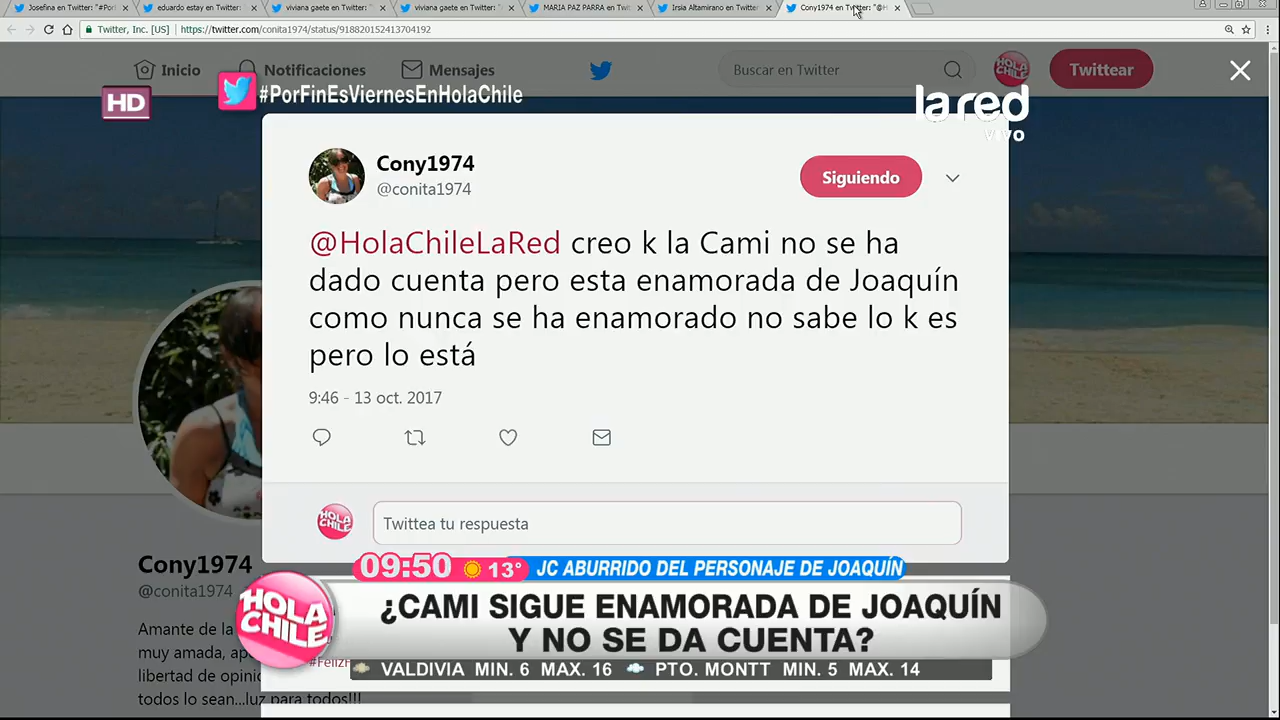 Josefina en Twitter: "#Por
eduardo estay en Twitter:
viviana gaete en Twitter: "
viviana gaete en Twitter: "
MARIA PAZ PARRA en Twitt
Irsia Altamirano en Twitter
Cony1974 en Twitter: "@H
Twitter, Inc. [US]
https://twitter.com/conita1974/status/918820152413704192
Inicio
Notificaciones
Mensajes
Buscar en Twitter
HOLA CHILE
Twittear
HD
#PorFinEsViernesEnHolaChile
la red
vivo
Cony1974
@conita1974
Siguiendo
@HolaChileLaRed creo k la Cami no se ha
dado cuenta pero esta enamorada de Joaquín
como nunca se ha enamorado no sabe lo k es
pero lo está
9:46 - 13 oct. 2017
HOLA CHILE
Twittea tu respuesta
Cony1974
@conita1974
Amante de la
muy amada, ap
libertad de opini
todos lo sean...luz para todos!!!
09:50
13°
JC ABURRIDO DEL PERSONAJE DE JOAQUÍN
HOLA
CHILE
¿CAMI SIGUE ENAMORADA DE JOAQUÍN
Y NO SE DA CUENTA?
VALDIVIA MIN. 6 MAX. 16
PTO. MONTT MIN. 5 MAX. 14